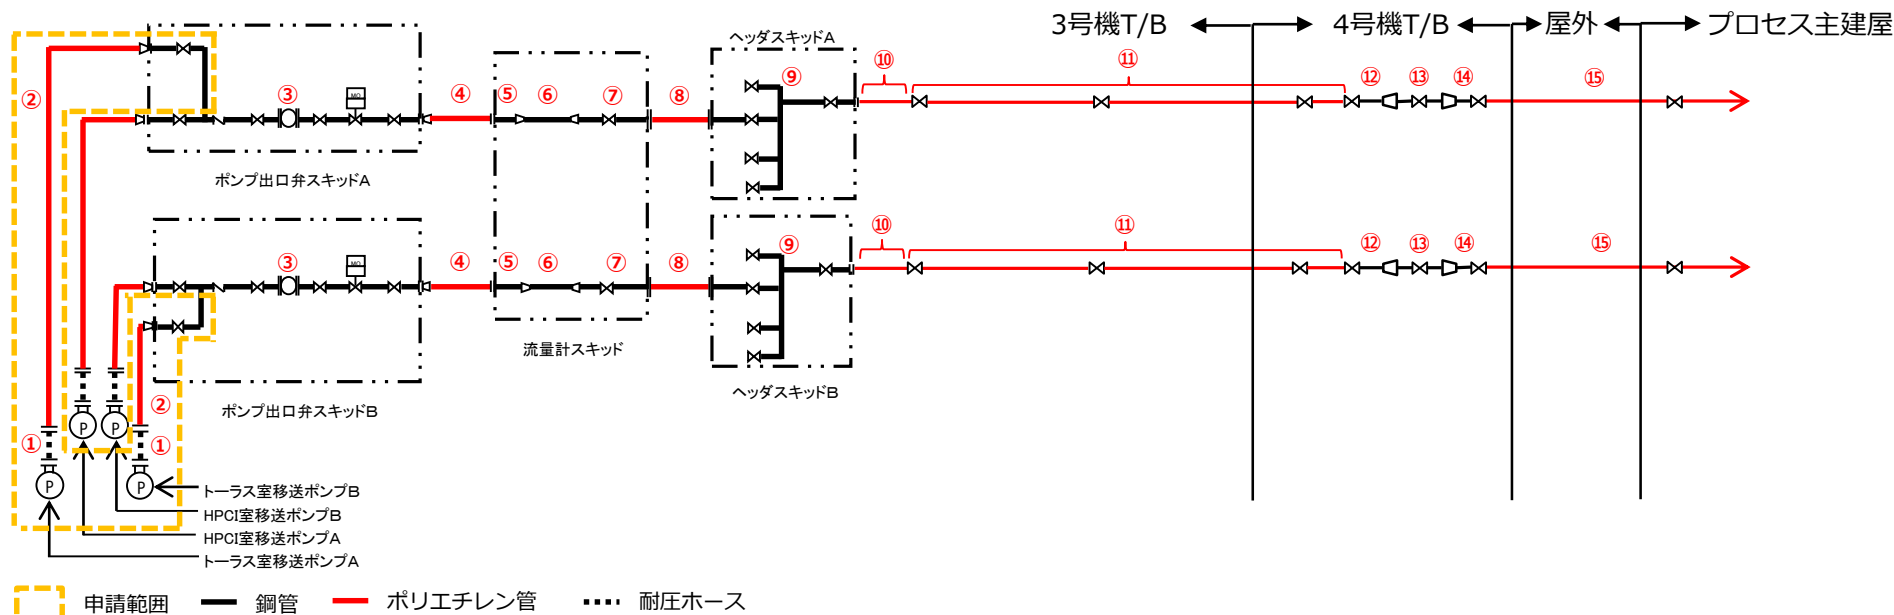 3号機T/B
4号機T/B
屋外
プロセス主建屋
ヘッダスキッドA
⑩
⑪
⑨
⑫
⑬
⑭
⑮
②
③
MO
④
⑤
⑥
⑦
⑧
ポンプ出口弁スキッドA
⑩
⑪
⑨
⑫
⑬
⑭
⑮
③
MO
④
⑤
⑥
⑦
⑧
流量計スキッド
ヘッダスキッドB
ポンプ出口弁スキッドB
②
P
P
①
①
P
P
トーラス室移送ポンプB
HPCI室移送ポンプB
HPCI室移送ポンプA
トーラス室移送ポンプA
申請範囲
鋼管
ポリエチレン管
耐圧ホース